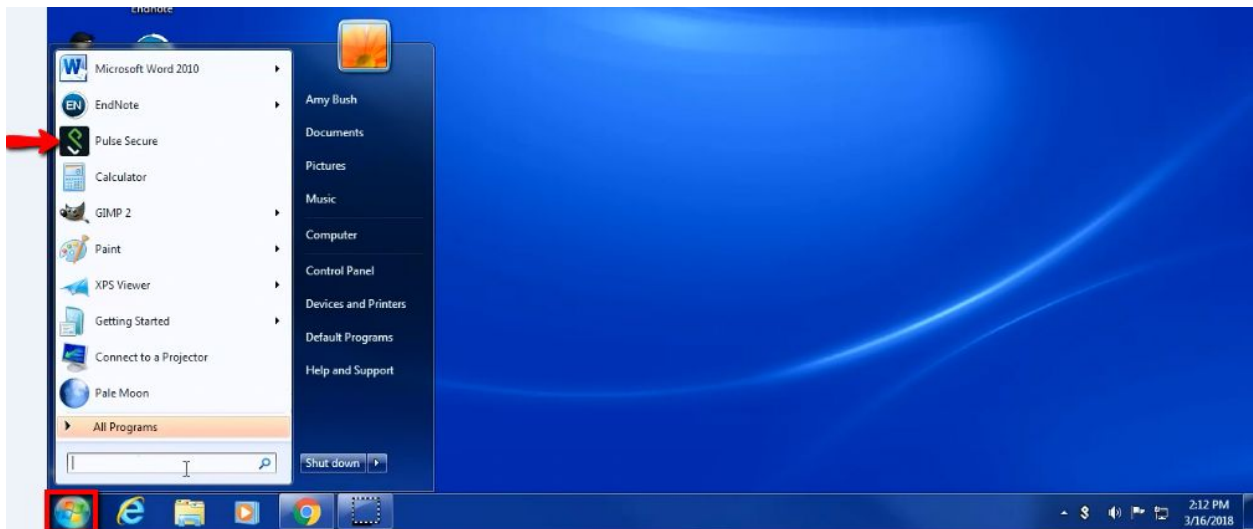 Endnote
Microsoft Word 2010
EN EndNote
Pulse Secure
Calculator
GIMP 2
Paint
XPS Viewer
Getting Started
Connect to a Projector
Pale Moon
All Programs
Amy Bush
Documents
Pictures
Music
Computer
Control Panel
Devices and Printers
Default Programs
Help and Support
Shut down
2:12 PM
3/16/2018